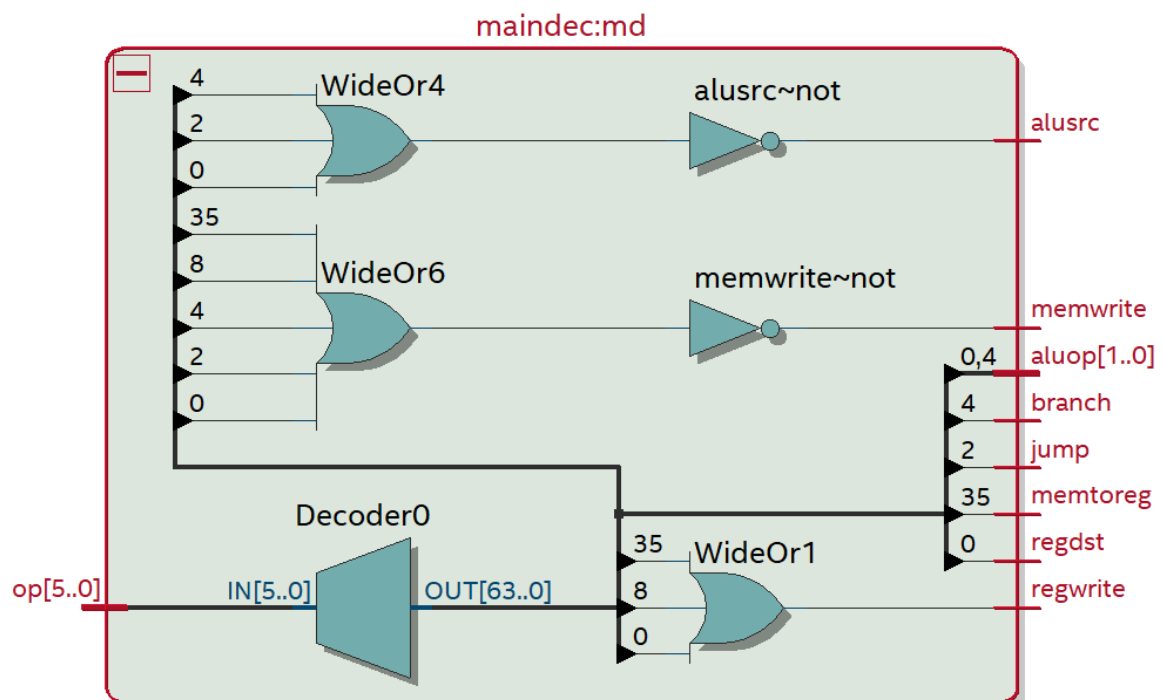 maindec:md
4
WideOr4
alusrc~not
2
alusrc
0
35
8
WideOr6
memwrite~not
4
memwrite
2
0
0,4
aluop[1..0]
4
branch
2
jump
35
memtoreg
0
regdst
Decoder0
35
WideOr1
op[5..0]
IN[5..0]
OUT[63..0]
8
regwrite
0